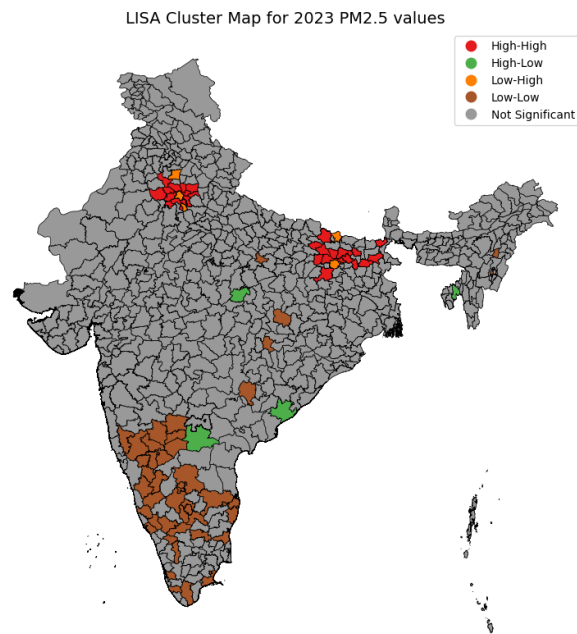 LISA Cluster Map for 2023 PM2.5 values
High-High
High-Low
Low-High
Low-Low
Not Significant